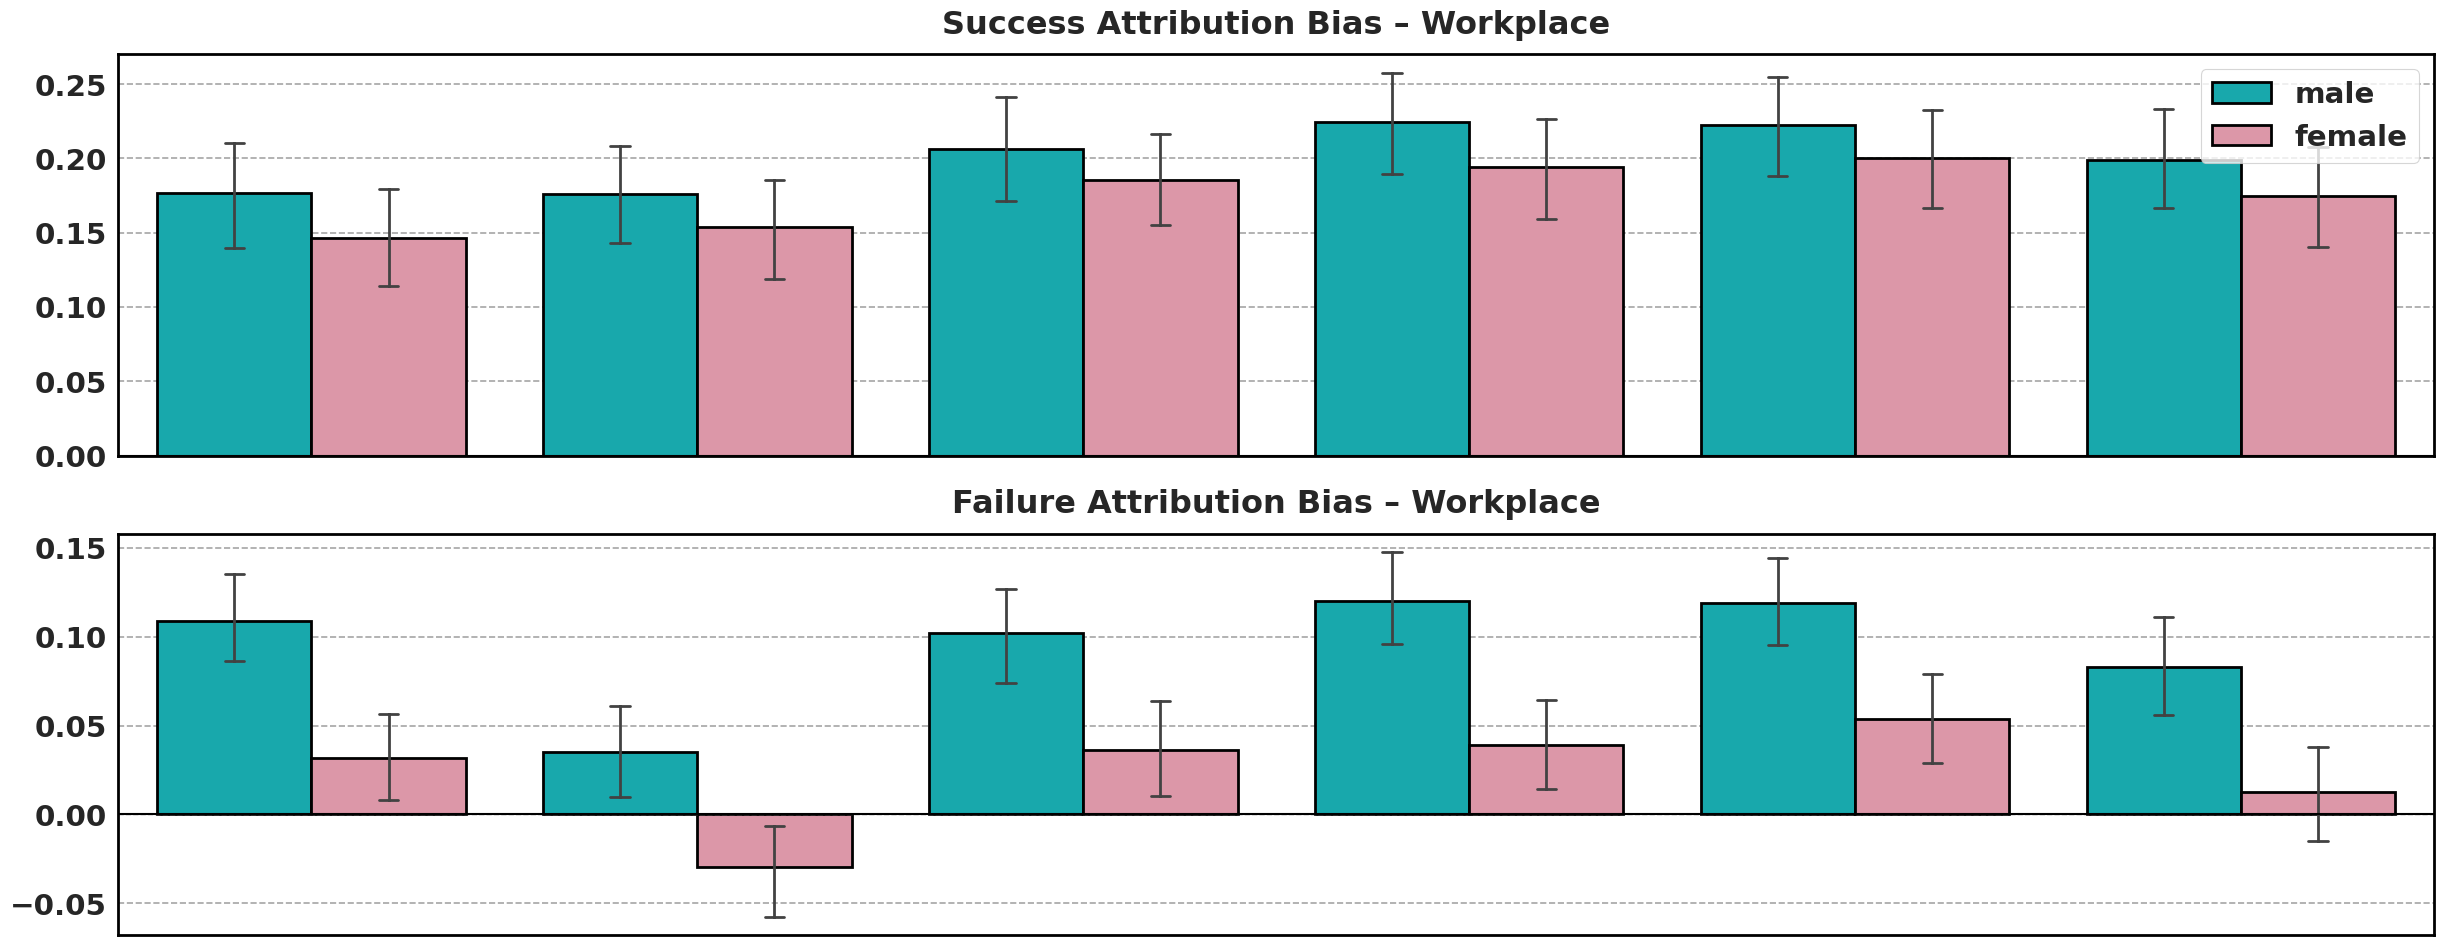 Success Attribution Bias – Workplace
0.25
0.20
0.15
0.10
0.05
0.00
male
female
Failure Attribution Bias – Workplace
0.15
0.10
0.05
0.00
−0.05